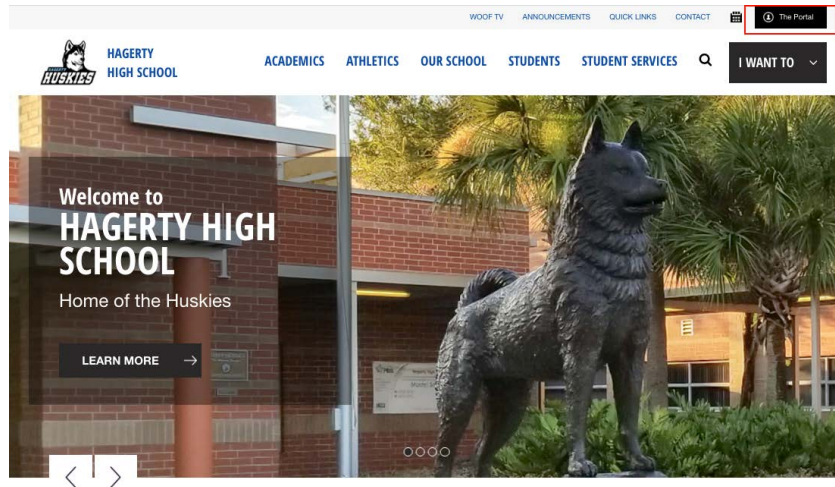 WOOF TV ANNOUNCEMENTS QUICK LINKS CONTACT The Portal
HUSKIES
HAGERTY
HIGH SCHOOL
ACADEMICS ATHLETICS OUR SCHOOL STUDENTS STUDENT SERVICES I WANT TO
Welcome to
HAGERTY HIGH
SCHOOL
Home of the Huskies
LEARN MORE